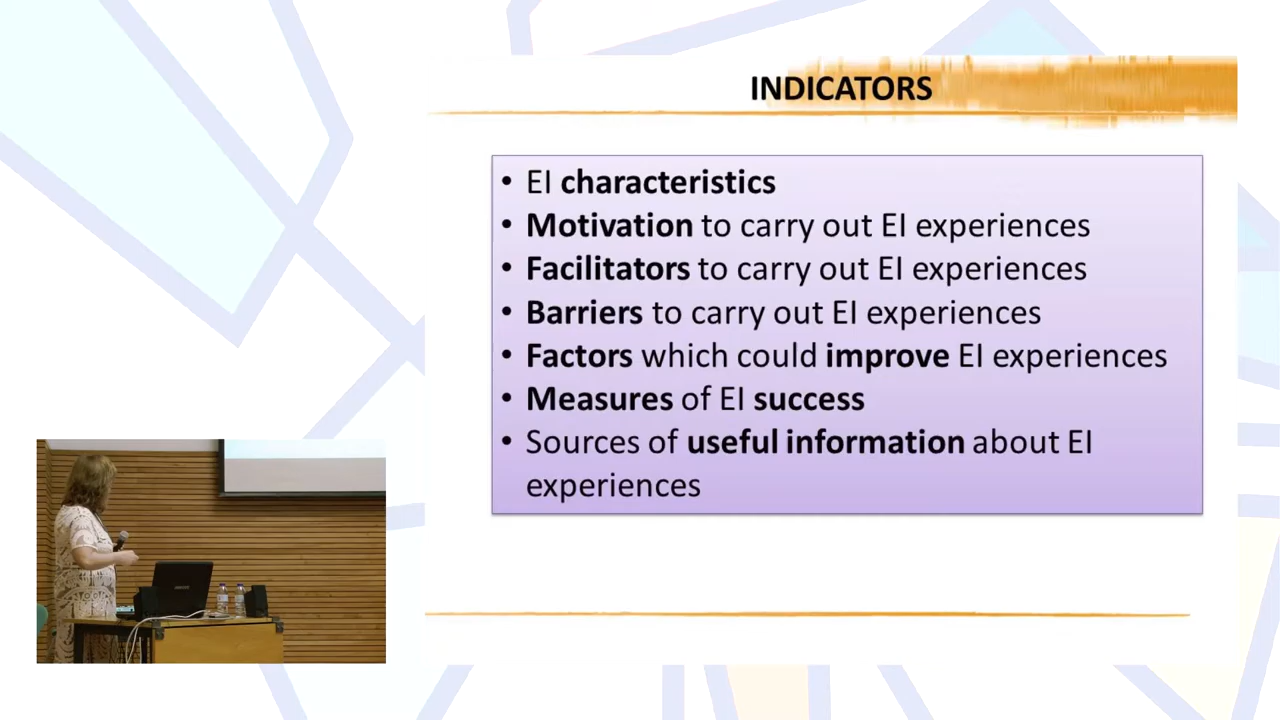 INDICATORS
• EI characteristics
• Motivation to carry out EI experiences
• Facilitators to carry out EI experiences
• Barriers to carry out EI experiences
• Factors which could improve EI experiences
• Measures of EI success
• Sources of useful information about EI
experiences